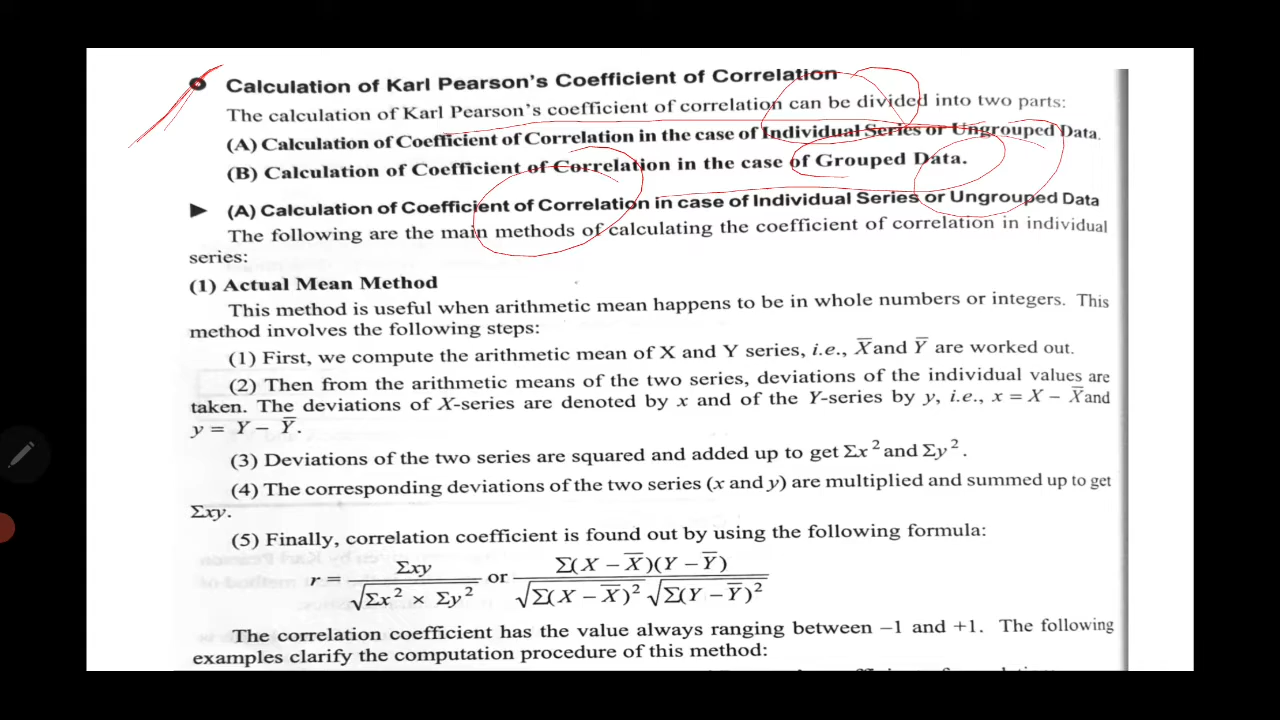 Calculation of Karl Pearson's Coefficient of Correlation
The calculation of Karl Pearson's coefficient of correlation can be divided into two parts:
(A) Calculation of Coefficient of Correlation in the case of Individual Series or Ungrouped Data.
(B) Calculation of Coefficient of Correlation in the case of Grouped Data.
► (A) Calculation of Coefficient of Correlation in case of Individual Series or Ungrouped Data
The following are the main methods of calculating the coefficient of correlation in individual
series:
(1) Actual Mean Method
This method is useful when arithmetic mean happens to be in whole numbers or integers. This
method involves the following steps:
(1) First, we compute the arithmetic mean of X and Y series, i.e., X̅ and Y̅ are worked out.
(2) Then from the arithmetic means of the two series, deviations of the individual values are
taken. The deviations of X-series are denoted by x and of the Y-series by y, i.e., x = X − X̅ and
y = Y − Y̅.
(3) Deviations of the two series are squared and added up to get Σx² and Σy².
(4) The corresponding deviations of the two series (x and y) are multiplied and summed up to get
Σxy.
(5) Finally, correlation coefficient is found out by using the following formula:
r = Σxy / √(Σx² × Σy²) or Σ(X − X̅)(Y − Y̅) / √Σ(X − X̅)² √Σ(Y − Y̅)²
The correlation coefficient has the value always ranging between −1 and +1. The following
examples clarify the computation procedure of this method: